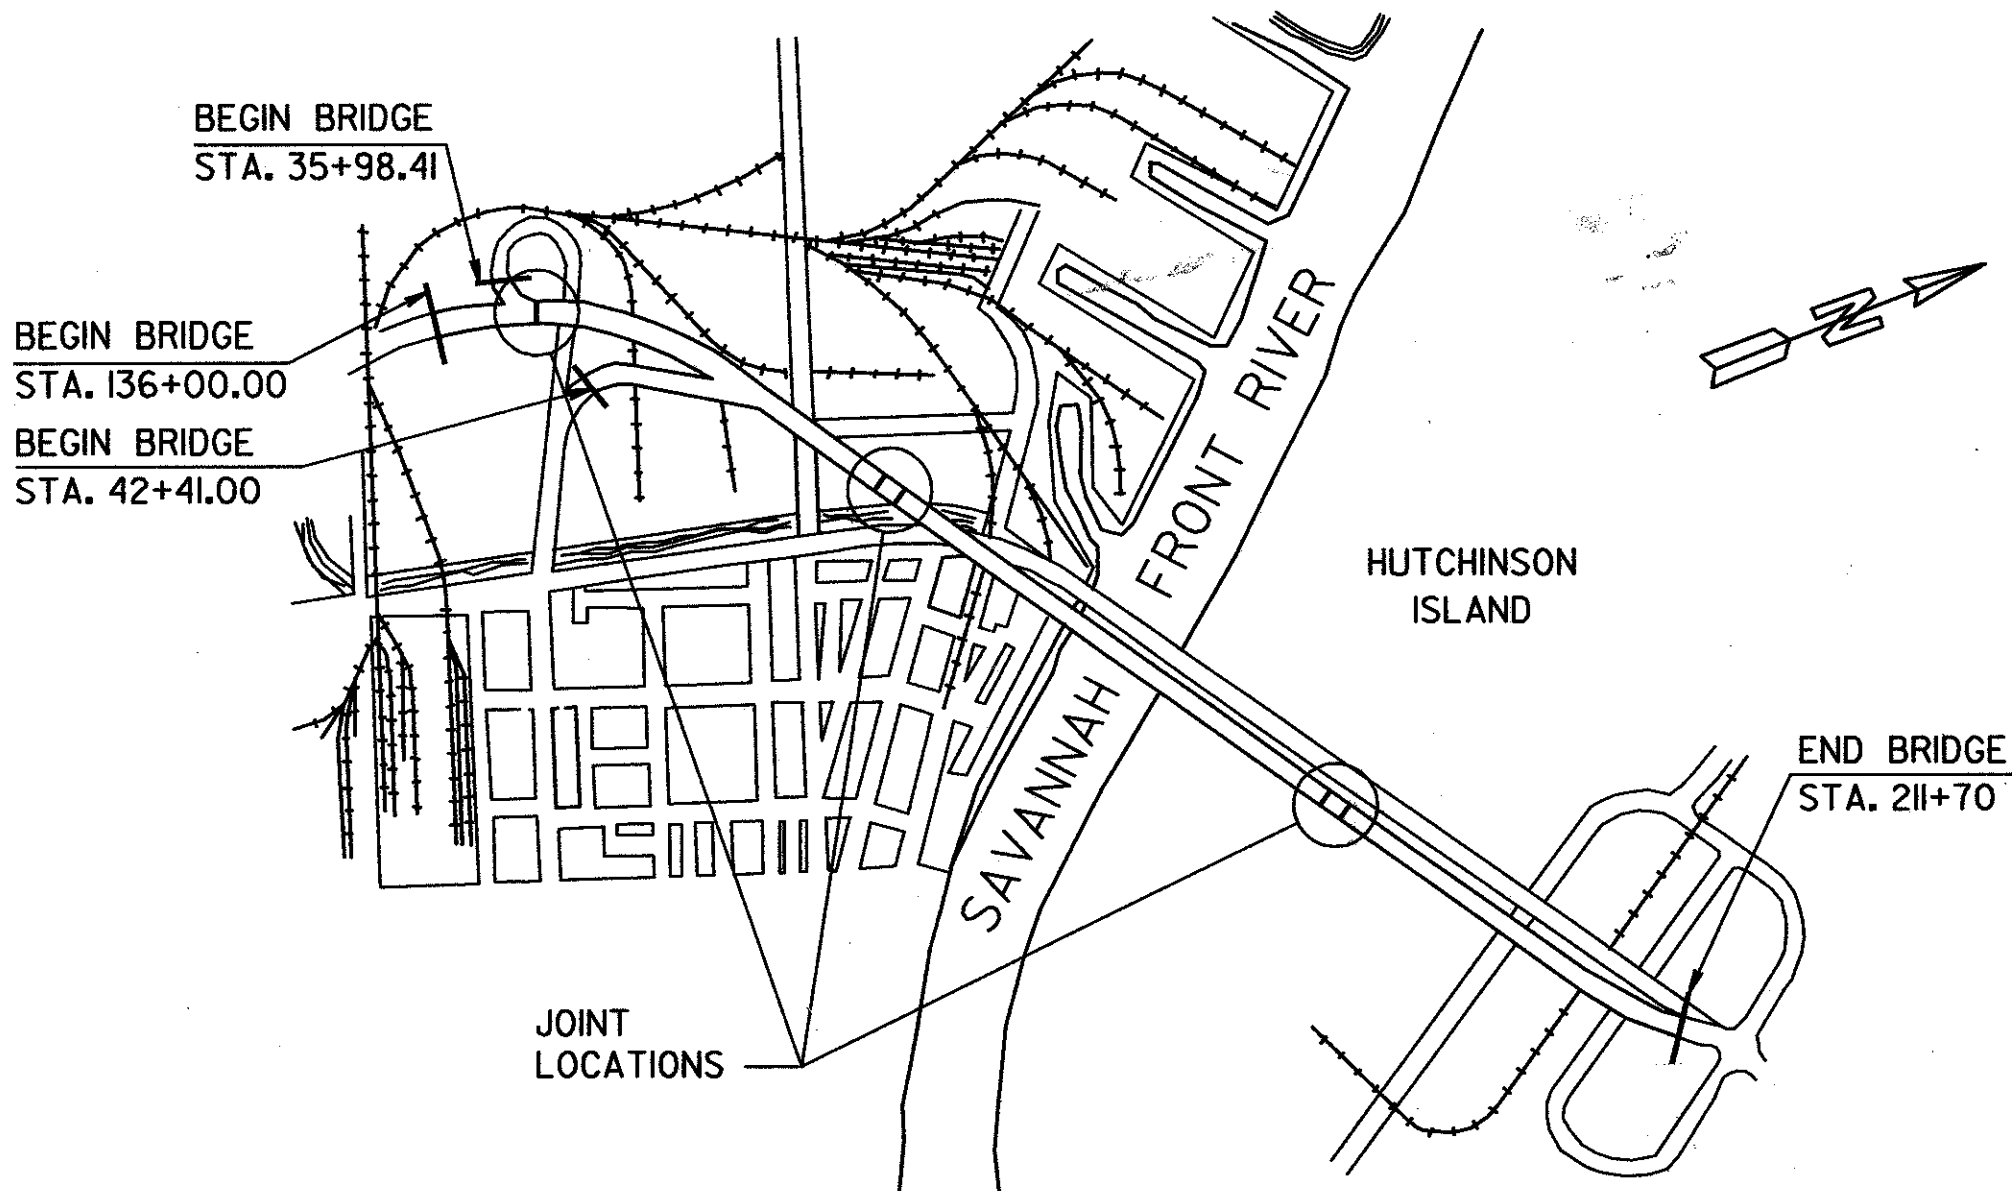 BEGIN BRIDGE
STA. 35+98.41
BEGIN BRIDGE
STA. 136+00.00
BEGIN BRIDGE
STA. 42+41.00
SAVANNAH FRONT RIVER
HUTCHINSON
ISLAND
N
END BRIDGE
STA. 211+70
JOINT
LOCATIONS